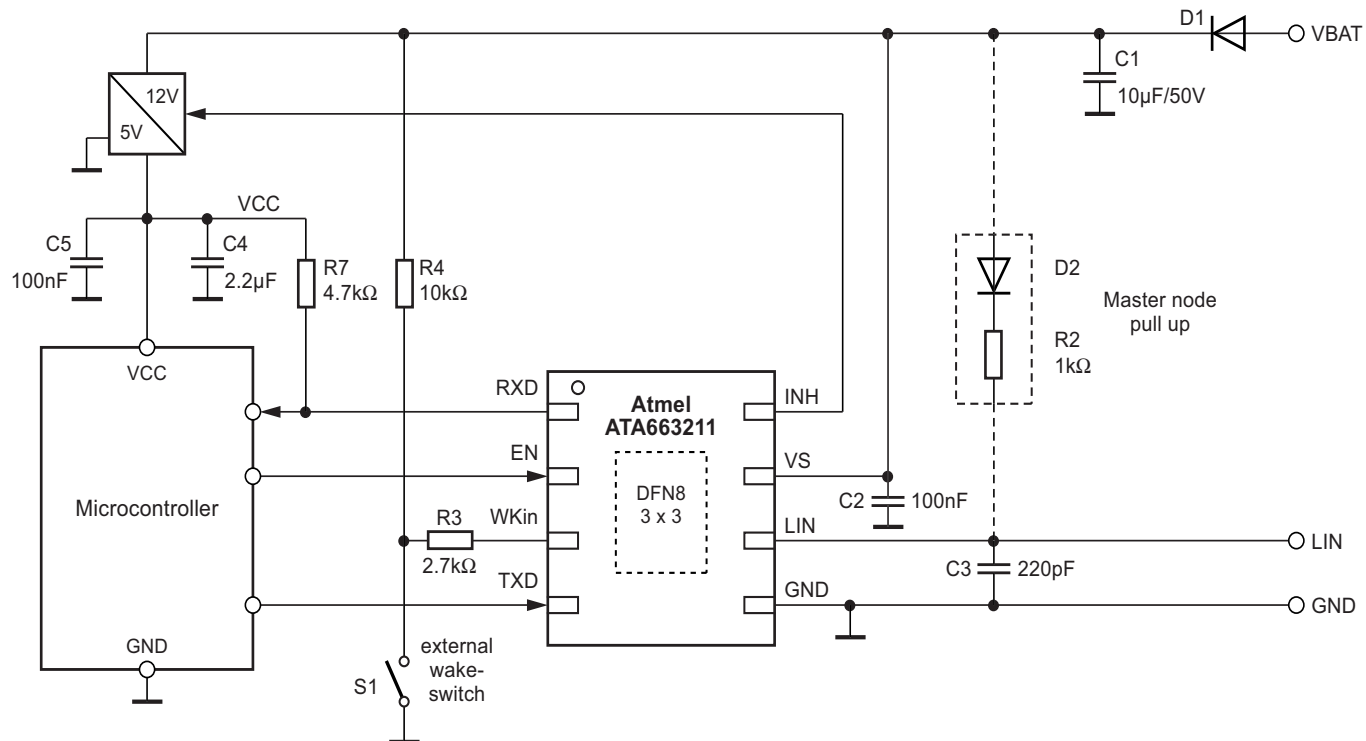 D1
VBAT
C1
10µF/50V
12V
5V
VCC
C5
100nF
C4
2.2µF
R7
4.7kΩ
R4
10kΩ
D2
Master node
pull up
R2
1kΩ
VCC
RXD
Atmel
ATA663211
INH
EN
VS
Microcontroller
DFN8
3 x 3
C2
100nF
R3
WKin
2.7kΩ
LIN
LIN
TXD
C3
220pF
GND
GND
GND
external
wake-
switch
S1